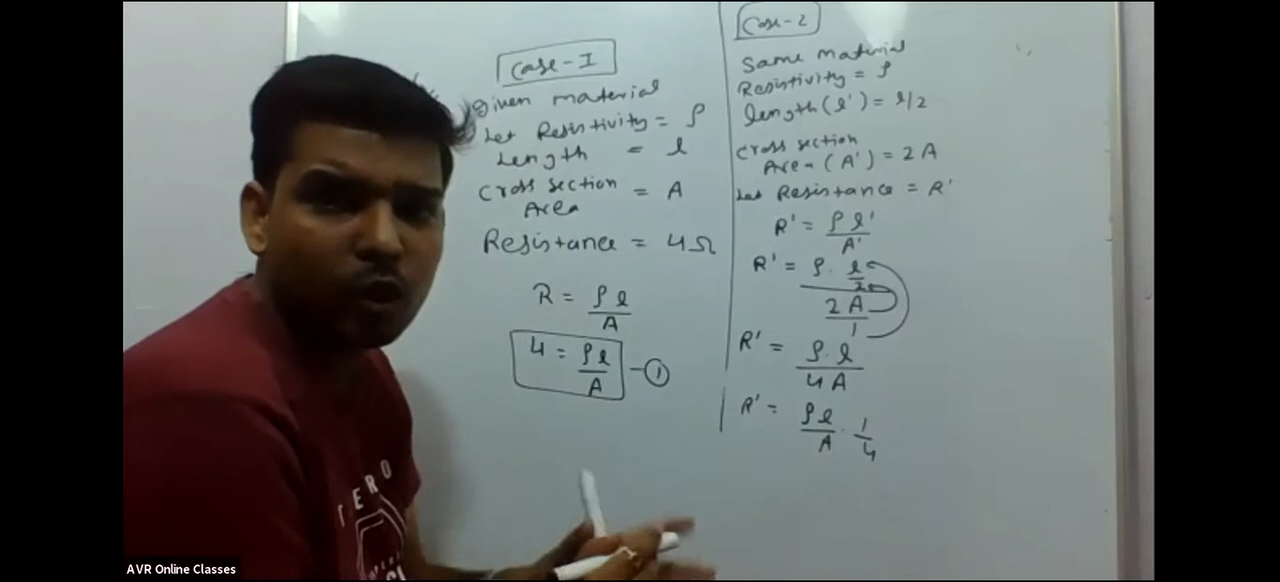 Case-I
Given material
Let Resistivity = ρ
Length = l
Cross section Area = A
Resistance = 4Ω
R = ρl/A
4 = ρl/A —①
Case-2
Same material
Resistivity = ρ
length (l') = l/2
Cross section
Area (A') = 2A
Let Resistance = R'
R' = ρl'/A'
R' = ρ·(l/2)/(2A/1)
R' = ρ·l/4A
R' = ρl/A · 1/4
ZERO
AVR Online Classes